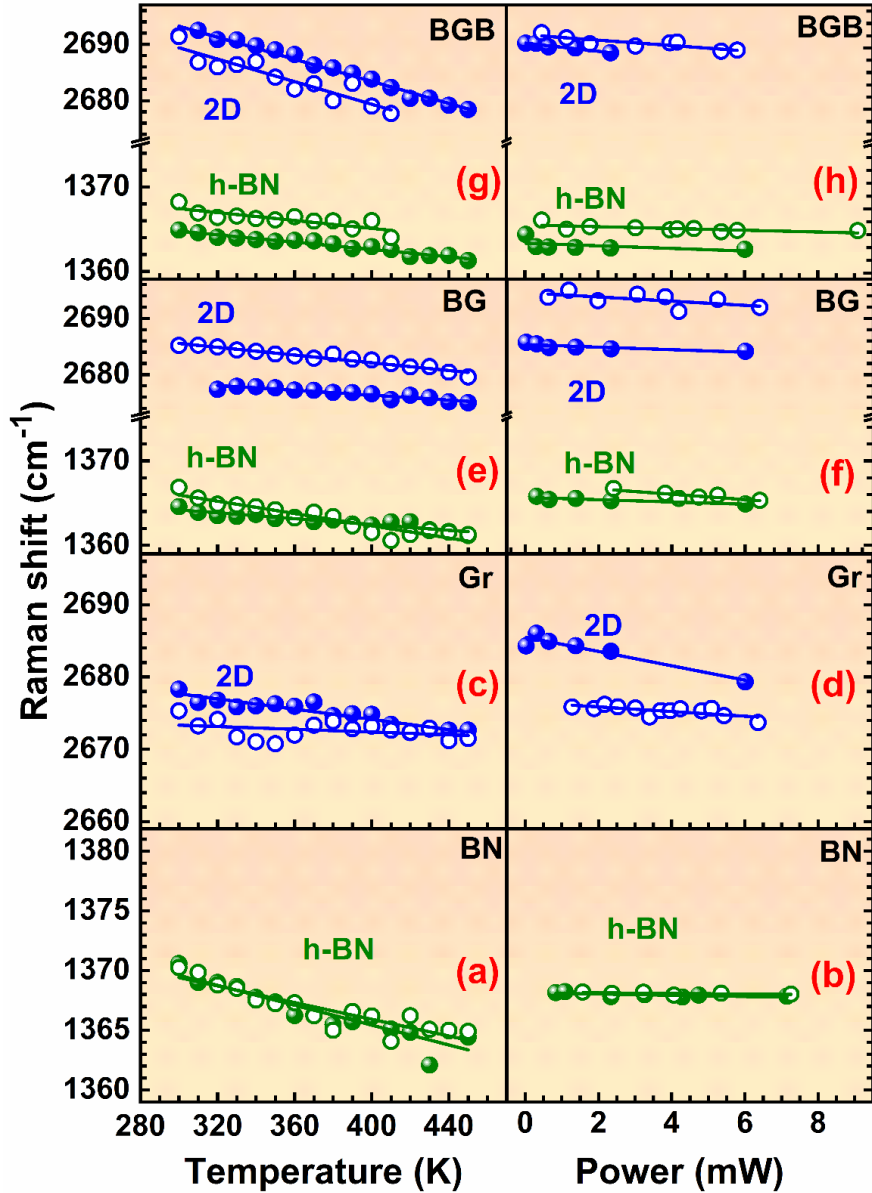 Raman shift (cm⁻¹)
BGB
2690
2D
2680
h-BN
(g)
1370
1360
BGB
2D
h-BN
(h)
BG
2D
2690
2680
h-BN
(e)
1370
1360
BG
2D
h-BN
(f)
Gr
2690
2D
2680
(c)
2670
2660
Gr
2D
(d)
BN
1380
1375
h-BN
1370
(a)
1365
1360
BN
h-BN
(b)
280 320 360 400 440
0 2 4 6 8
Temperature (K)
Power (mW)